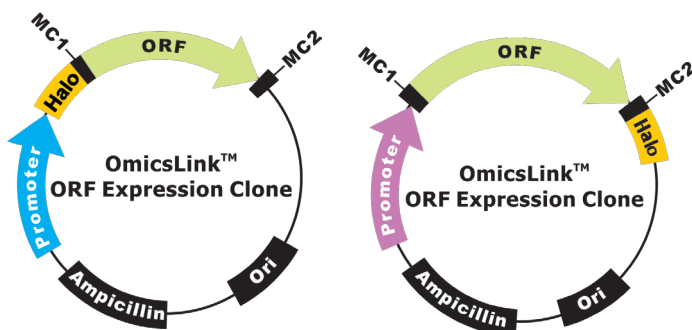 MC1
ORF
MC2
Halo
Promoter
OmicsLink™
ORF Expression Clone
Ampicillin
Ori
MC1
ORF
MC2
Halo
Promoter
OmicsLink™
ORF Expression Clone
Ampicillin
Ori